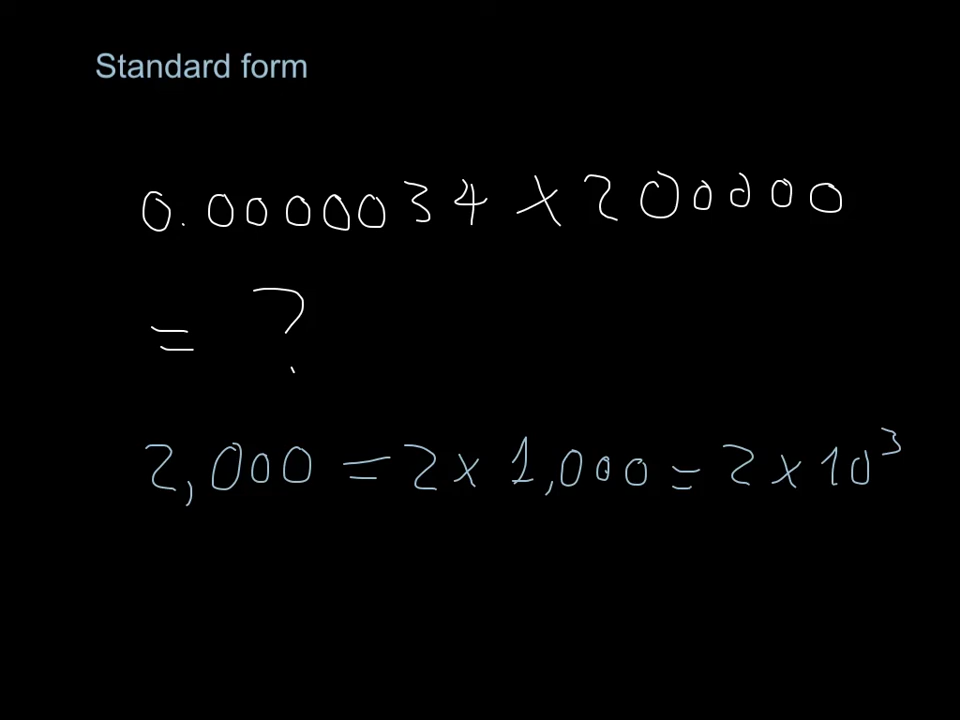 Standard form
0.0000034 x 200000
= ?
2,000 = 2 x 1,000 = 2 x 10³